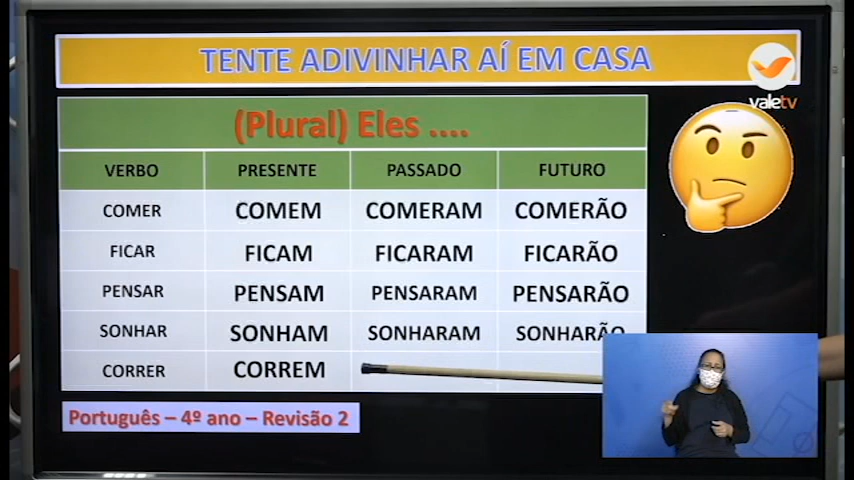 TENTE ADIVINHAR AÍ EM CASA
valetv
(Plural) Eles ....
VERBO PRESENTE PASSADO FUTURO
COMER COMEM COMERAM COMERÃO
FICAR FICAM FICARAM FICARÃO
PENSAR PENSAM PENSARAM PENSARÃO
SONHAR SONHAM SONHARAM SONHARÃO
CORRER CORREM
Português – 4º ano – Revisão 2